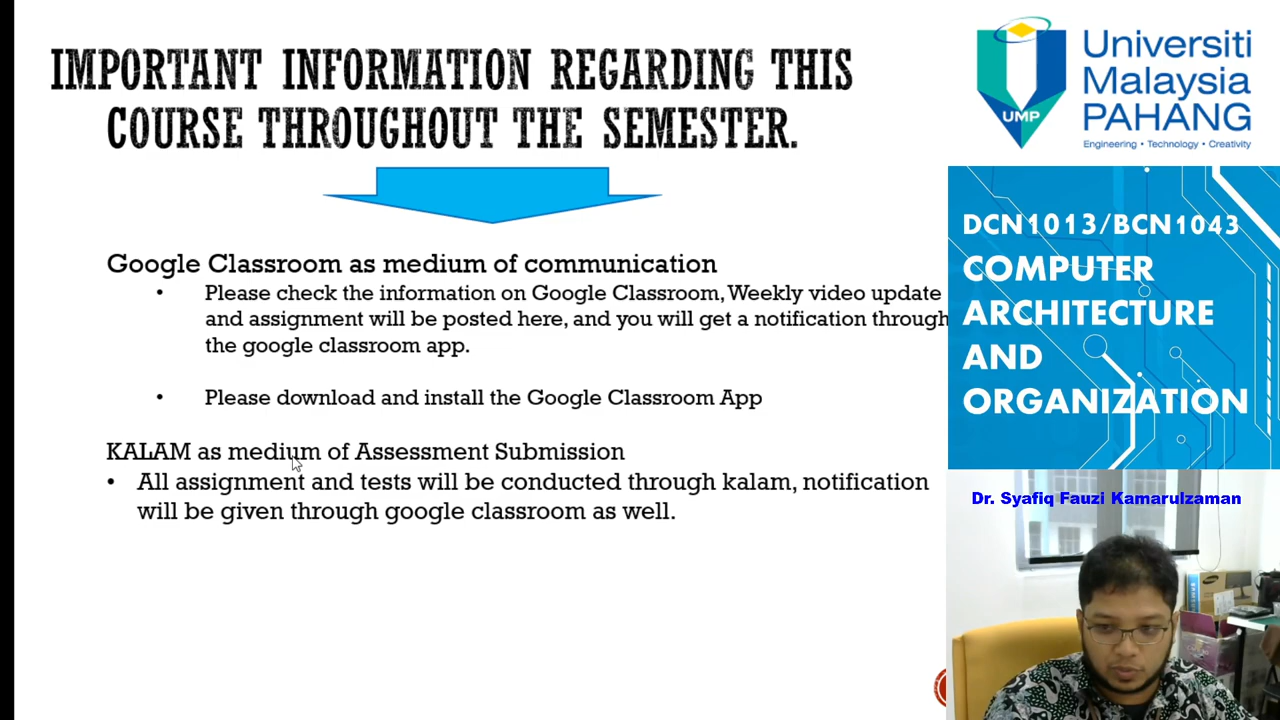 IMPORTANT INFORMATION REGARDING THIS
COURSE THROUGHOUT THE SEMESTER.
Google Classroom as medium of communication
• Please check the information on Google Classroom, Weekly video update
and assignment will be posted here, and you will get a notification through
the google classroom app.
• Please download and install the Google Classroom App
KALAM as medium of Assessment Submission
• All assignment and tests will be conducted through kalam, notification
will be given through google classroom as well.
UMP
Universiti
Malaysia
PAHANG
Engineering • Technology • Creativity
DCN1013/BCN1043
COMPUTER
ARCHITECTURE
AND
ORGANIZATION
Dr. Syafiq Fauzi Kamarulzaman